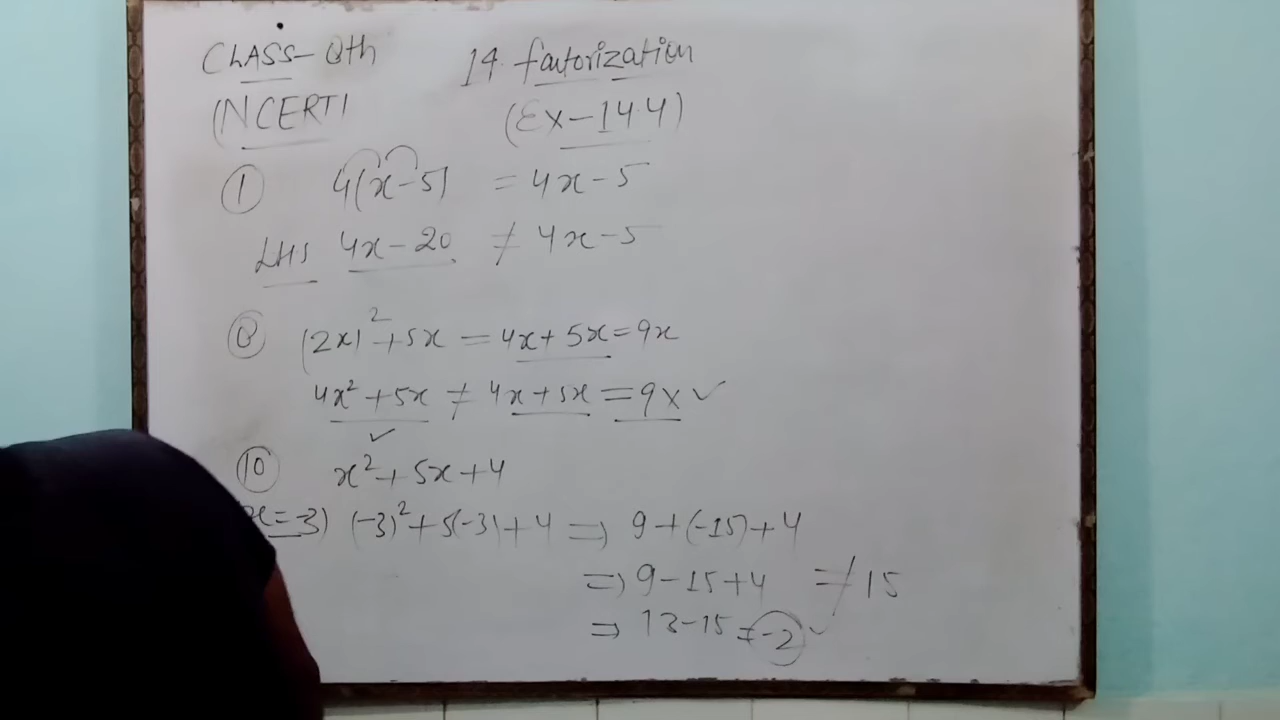 CLASS-8th 14. factorization
(NCERT) (Ex-14.4)
① 4(x-5) = 4x-5
LHS 4x-20 ≠ 4x-5
⑧ (2x)²+5x = 4x+5x=9x
4x²+5x ≠ 4x+5x = 9x ✓
✓
⑩ x²+5x+4
x=-3) (-3)²+5(-3)+4 ⇒ 9+(-15)+4
⇒ 9-15+4 ≠ 15
⇒ 13-15 = -2 ✓